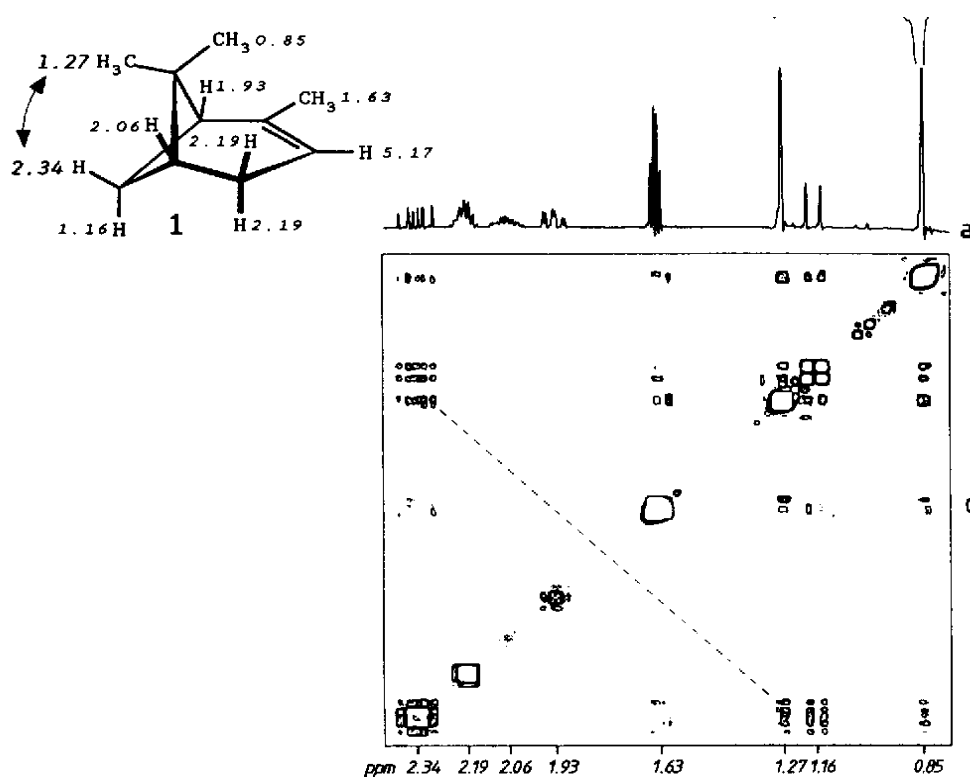 CH3 0.85
1.27 H3C
H 1.93
CH3 1.63
2.06 H
2.19 H
H 5.17
2.34 H
1.16 H
1
H 2.19
a
ppm 2.34 2.19 2.06 1.93 1.63 1.27 1.16 0.85